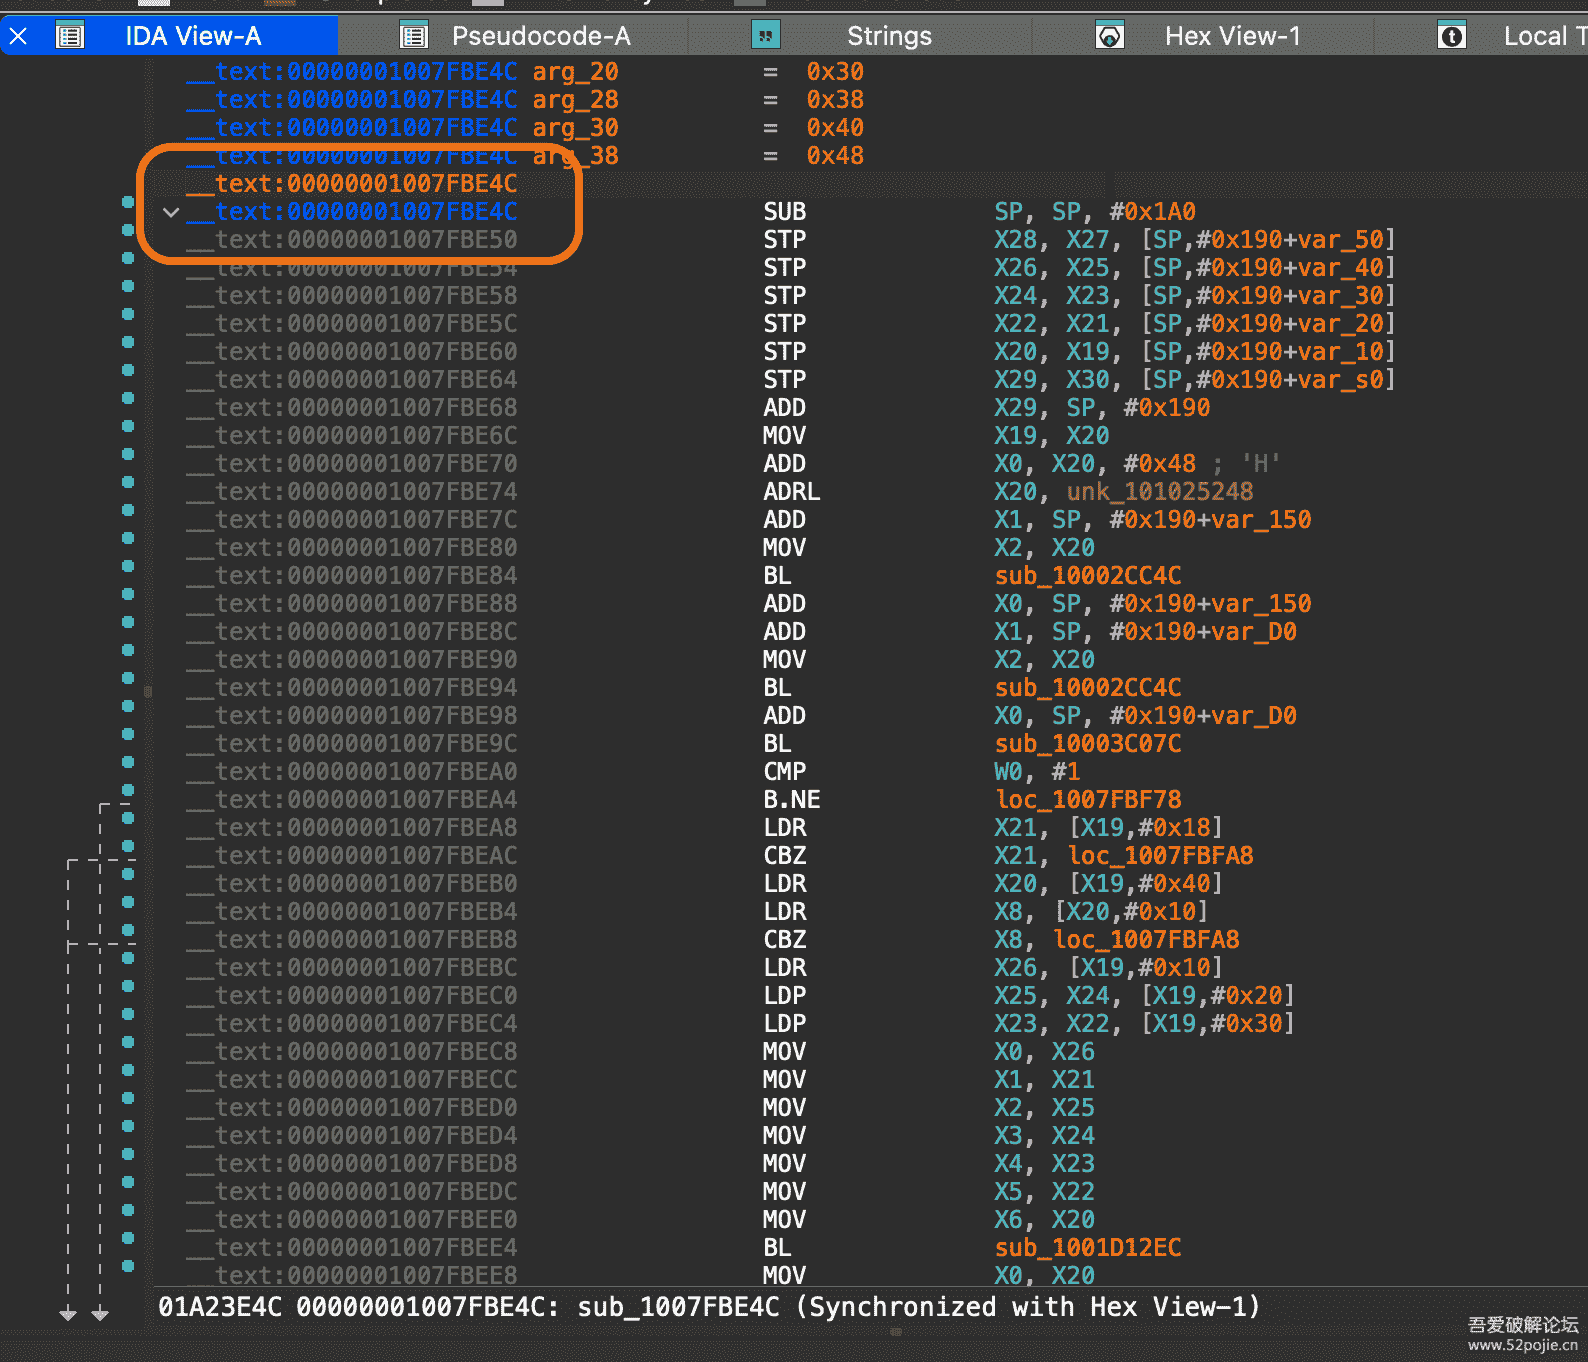 IDA View-A Pseudocode-A Strings Hex View-1 Local T
__text:00000001007FBE4C arg_20 = 0x30
__text:00000001007FBE4C arg_28 = 0x38
__text:00000001007FBE4C arg_30 = 0x40
__text:00000001007FBE4C arg_38 = 0x48
__text:00000001007FBE4C
__text:00000001007FBE4C SUB SP, SP, #0x1A0
__text:00000001007FBE50 STP X28, X27, [SP,#0x190+var_50]
__text:00000001007FBE54 STP X26, X25, [SP,#0x190+var_40]
__text:00000001007FBE58 STP X24, X23, [SP,#0x190+var_30]
__text:00000001007FBE5C STP X22, X21, [SP,#0x190+var_20]
__text:00000001007FBE60 STP X20, X19, [SP,#0x190+var_10]
__text:00000001007FBE64 STP X29, X30, [SP,#0x190+var_s0]
__text:00000001007FBE68 ADD X29, SP, #0x190
__text:00000001007FBE6C MOV X19, X20
__text:00000001007FBE70 ADD X0, X20, #0x48 ; 'H'
__text:00000001007FBE74 ADRL X20, unk_101025248
__text:00000001007FBE7C ADD X1, SP, #0x190+var_150
__text:00000001007FBE80 MOV X2, X20
__text:00000001007FBE84 BL sub_10002CC4C
__text:00000001007FBE88 ADD X0, SP, #0x190+var_150
__text:00000001007FBE8C ADD X1, SP, #0x190+var_D0
__text:00000001007FBE90 MOV X2, X20
__text:00000001007FBE94 BL sub_10002CC4C
__text:00000001007FBE98 ADD X0, SP, #0x190+var_D0
__text:00000001007FBE9C BL sub_10003C07C
__text:00000001007FBEA0 CMP W0, #1
__text:00000001007FBEA4 B.NE loc_1007FBF78
__text:00000001007FBEA8 LDR X21, [X19,#0x18]
__text:00000001007FBEAC CBZ X21, loc_1007FBFA8
__text:00000001007FBEB0 LDR X20, [X19,#0x40]
__text:00000001007FBEB4 LDR X8, [X20,#0x10]
__text:00000001007FBEB8 CBZ X8, loc_1007FBFA8
__text:00000001007FBEBC LDR X26, [X19,#0x10]
__text:00000001007FBEC0 LDP X25, X24, [X19,#0x20]
__text:00000001007FBEC4 LDP X23, X22, [X19,#0x30]
__text:00000001007FBEC8 MOV X0, X26
__text:00000001007FBECC MOV X1, X21
__text:00000001007FBED0 MOV X2, X25
__text:00000001007FBED4 MOV X3, X24
__text:00000001007FBED8 MOV X4, X23
__text:00000001007FBEDC MOV X5, X22
__text:00000001007FBEE0 MOV X6, X20
__text:00000001007FBEE4 BL sub_1001D12EC
__text:00000001007FBEE8 MOV X0, X20
01A23E4C 00000001007FBE4C: sub_1007FBE4C (Synchronized with Hex View-1)
吾爱破解论坛
www.52pojie.cn